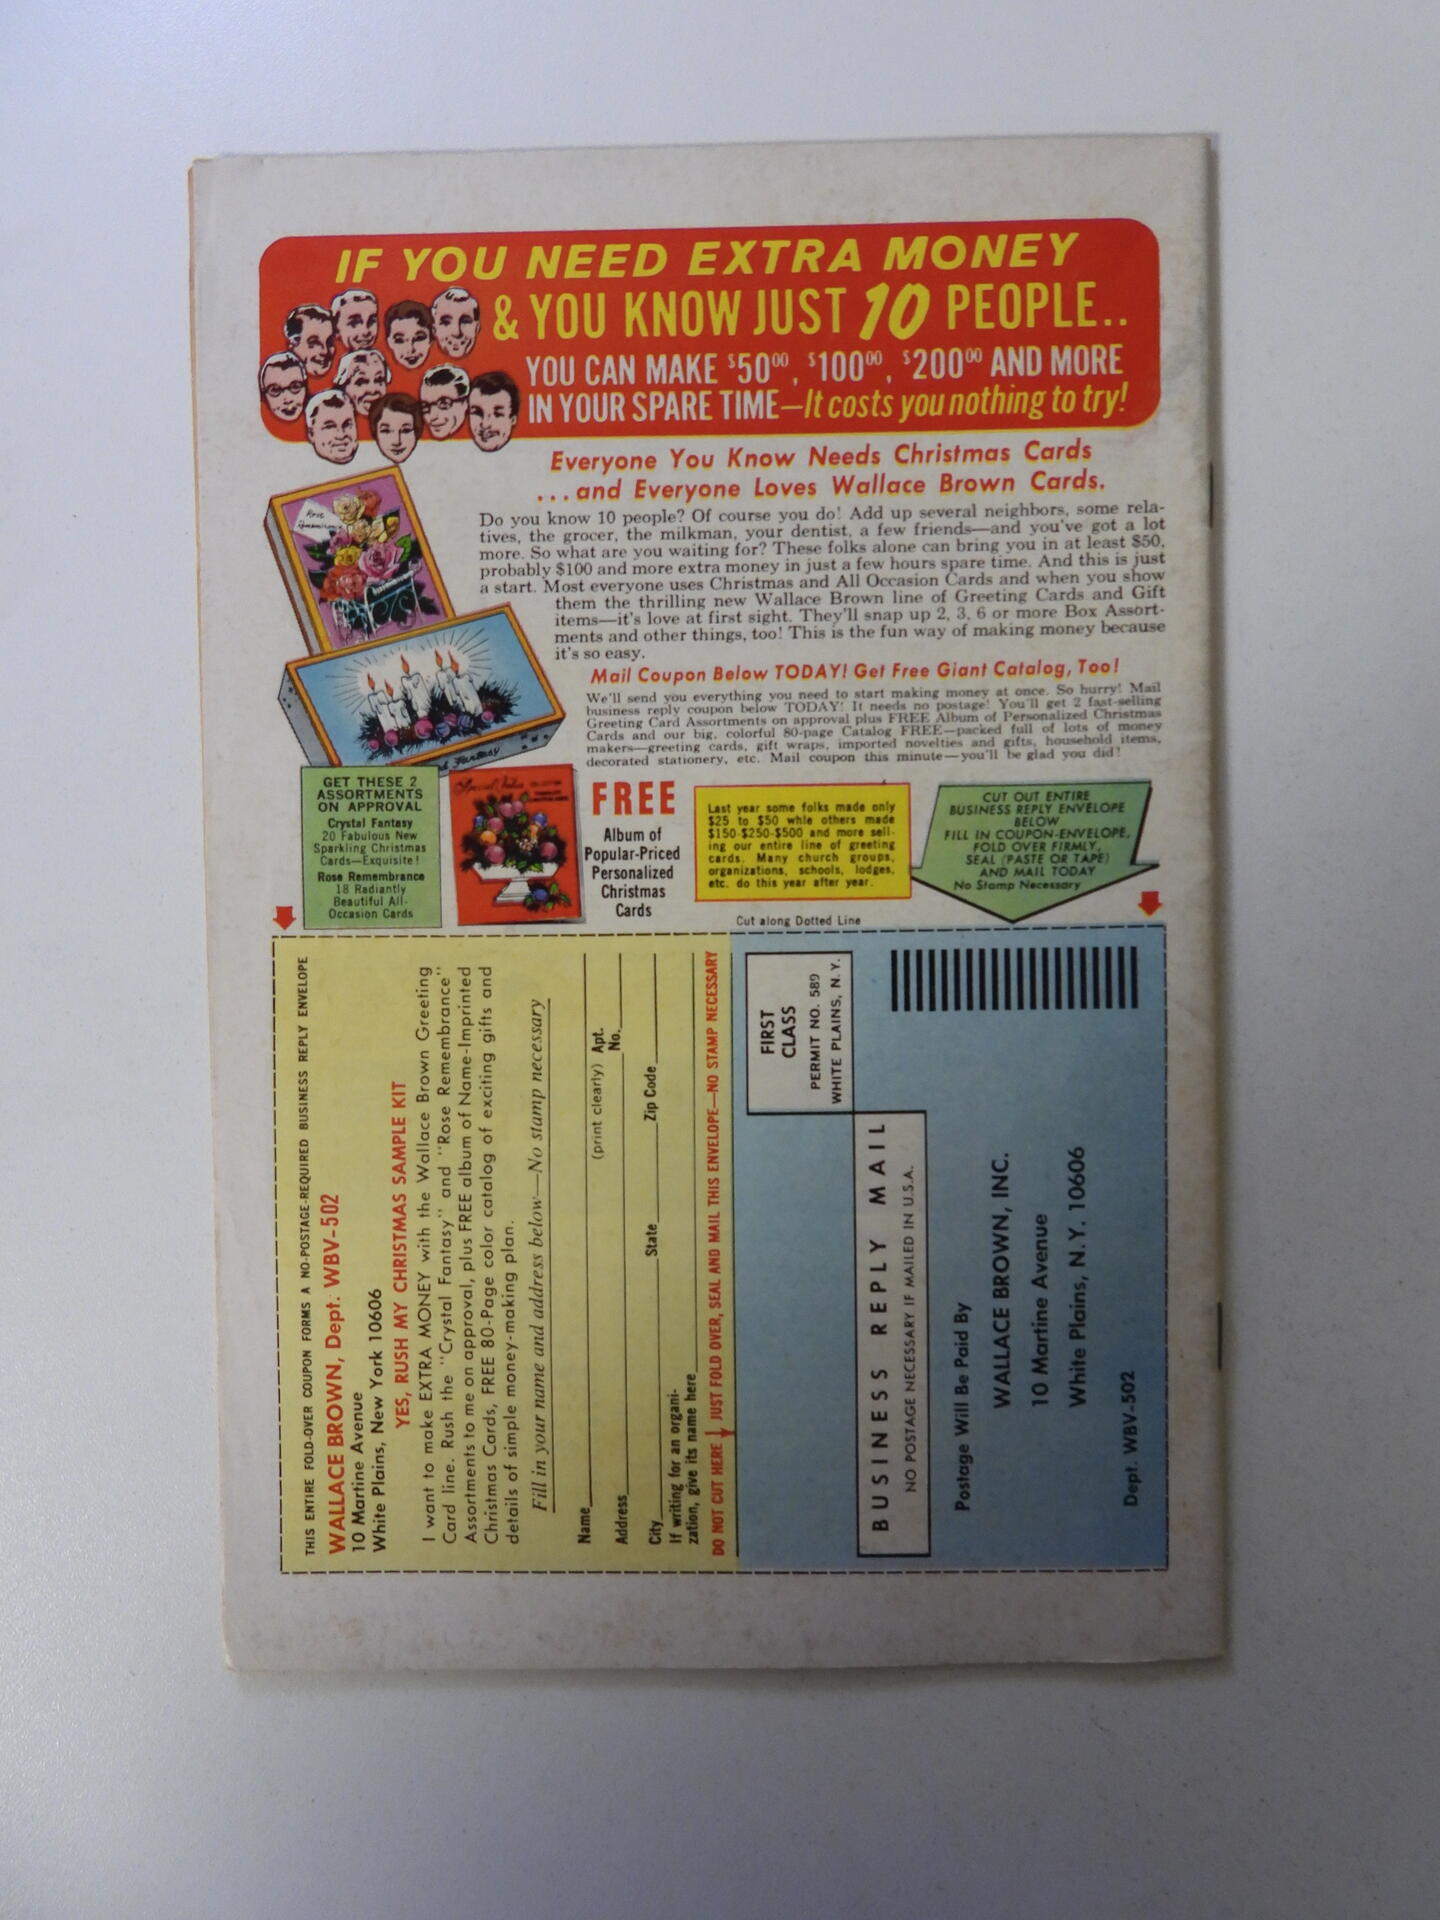 IF YOU NEED EXTRA MONEY
& YOU KNOW JUST 10 PEOPLE..
YOU CAN MAKE $50⁰⁰, $100⁰⁰, $200⁰⁰ AND MORE
IN YOUR SPARE TIME—It costs you nothing to try!
Everyone You Know Needs Christmas Cards
...and Everyone Loves Wallace Brown Cards.
Do you know 10 people? Of course you do! Add up several neighbors, some rela-
tives, the grocer, the milkman, your dentist, a few friends—and you've got a lot
more. So what are you waiting for? These folks alone can bring you in at least $50,
probably $100 and more extra money in just a few hours spare time. And this is just
a start. Most everyone uses Christmas and All Occasion Cards and when you show
them the thrilling new Wallace Brown line of Greeting Cards and Gift
items—it's love at first sight. They'll snap up 2, 3, 6 or more Box Assort-
ments and other things, too! This is the fun way of making money because
it's so easy.
Mail Coupon Below TODAY! Get Free Giant Catalog, Too!
We'll send you everything you need to start making money at once. So hurry! Mail
business reply coupon below TODAY! It needs no postage! You'll get 2 fast-selling
Greeting Card Assortments on approval plus FREE Album of Personalized Christmas
Cards and our big, colorful 80-page Catalog FREE—packed full of lots of money
makers—greeting cards, gift wraps, imported novelties and gifts, household items,
decorated stationery, etc. Mail coupon this minute—you'll be glad you did!
Rose
Remembrance
Fantasy
GET THESE 2
ASSORTMENTS
ON APPROVAL
Crystal Fantasy
20 Fabulous New
Sparkling Christmas
Cards—Exquisite!
Rose Remembrance
18 Radiantly
Beautiful All-
Occasion Cards
FREE
Album of
Popular-Priced
Personalized
Christmas
Cards
Last year some folks made only
$25 to $50 whle others made
$150-$250-$500 and more sell-
ing our entire line of greeting
cards. Many church groups,
organizations, schools, lodges,
etc. do this year after year.
CUT OUT ENTIRE
BUSINESS REPLY ENVELOPE
BELOW
FILL IN COUPON-ENVELOPE,
FOLD OVER FIRMLY,
SEAL (PASTE OR TAPE)
AND MAIL TODAY
No Stamp Necessary
Cut along Dotted Line
THIS ENTIRE FOLD-OVER COUPON FORMS A NO-POSTAGE-REQUIRED BUSINESS REPLY ENVELOPE
WALLACE BROWN, Dept. WBV-502
10 Martine Avenue
White Plains, New York 10606
YES, RUSH MY CHRISTMAS SAMPLE KIT
I want to make EXTRA MONEY with the Wallace Brown Greeting
Card line. Rush the "Crystal Fantasy" and "Rose Remembrance"
Assortments to me on approval, plus FREE album of Name-Imprinted
Christmas Cards, FREE 80-Page color catalog of exciting gifts and
details of simple money-making plan.
Fill in your name and address below—No stamp necessary
Name
(print clearly)
Address Apt. No.
City State Zip Code
If writing for an organi-
zation, give its name here
DO NOT CUT HERE JUST FOLD OVER, SEAL AND MAIL THIS ENVELOPE—NO STAMP NECESSARY
FIRST
CLASS
PERMIT NO. 589
WHITE PLAINS, N.Y.
BUSINESS REPLY MAIL
NO POSTAGE NECESSARY IF MAILED IN U.S.A.
Postage Will Be Paid By
WALLACE BROWN, INC.
10 Martine Avenue
White Plains, N.Y. 10606
Dept. WBV-502